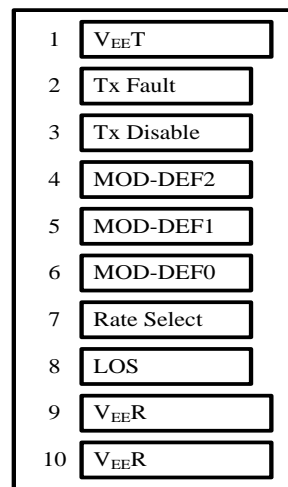 1 VEET
2 Tx Fault
3 Tx Disable
4 MOD-DEF2
5 MOD-DEF1
6 MOD-DEF0
7 Rate Select
8 LOS
9 VEER
10 VEER